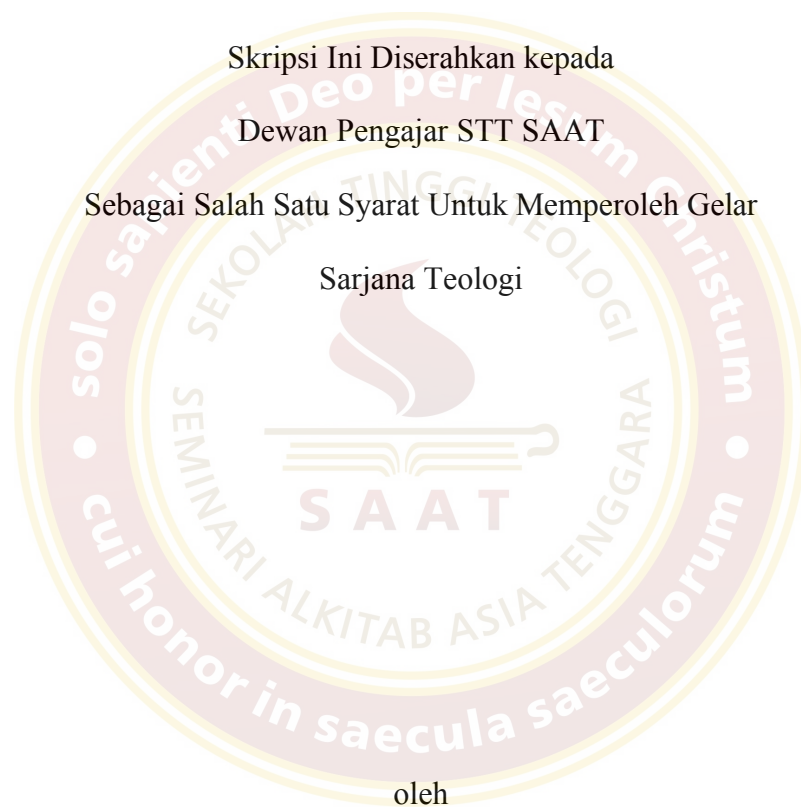 Skripsi Ini Diserahkan kepada
Dewan Pengajar STT SAAT
Sebagai Salah Satu Syarat Untuk Memperoleh Gelar
Sarjana Teologi
solo sapienti Deo per Iesum Christum
SEKOLAH TINGGI TEOLOGI
SAAT
SEMINARI ALKITAB ASIA TENGGARA
cui honor in saecula saeculorum
oleh